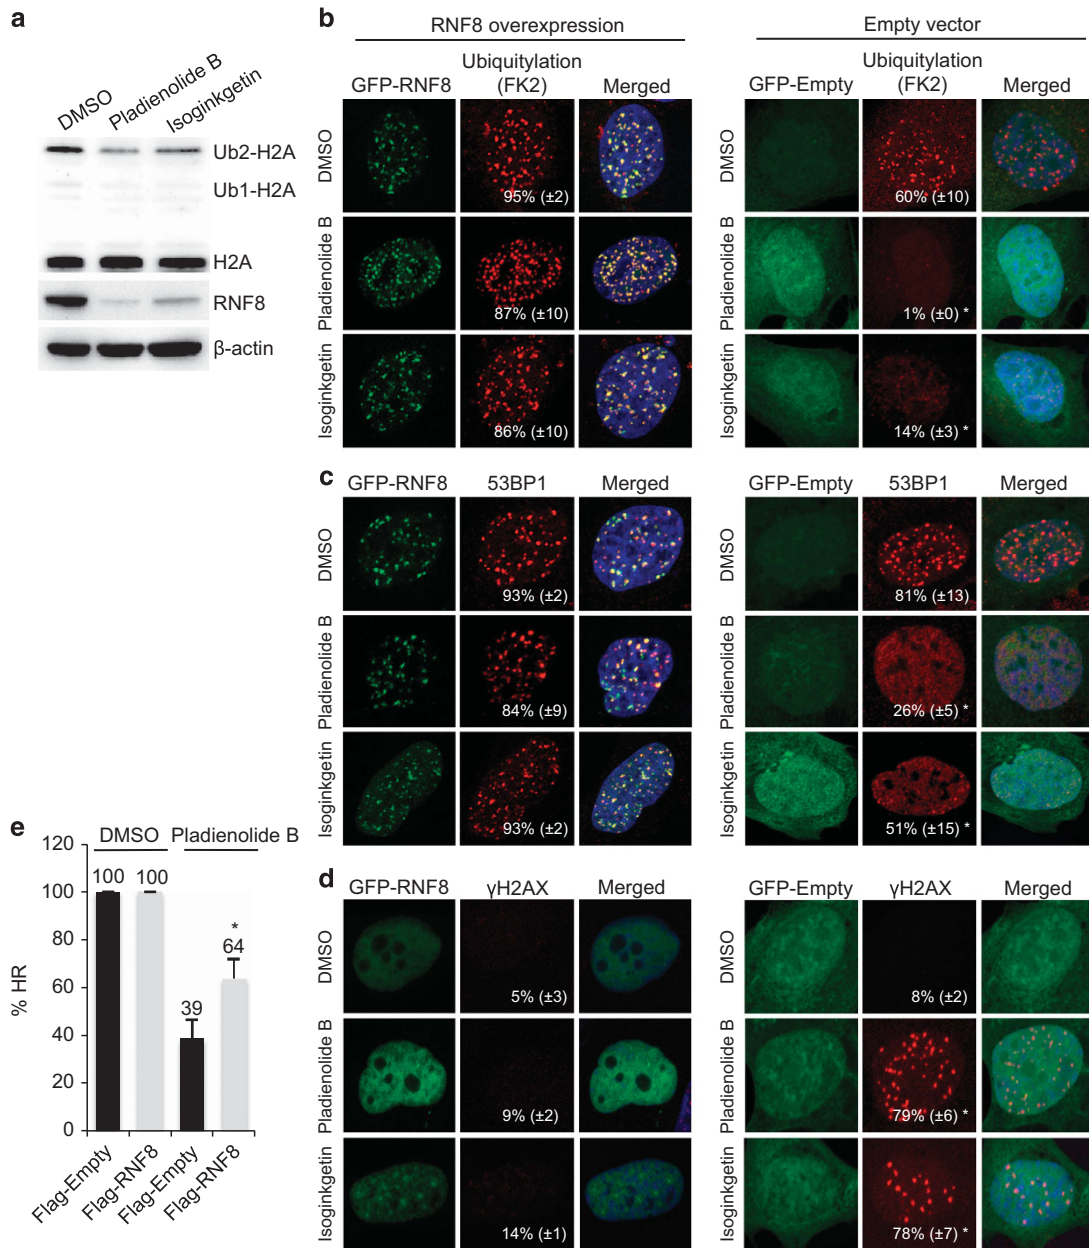 a
DMSO
Pladienolide B
Isoginkgetin
Ub2-H2A
Ub1-H2A
H2A
RNF8
β-actin
b
RNF8 overexpression
Empty vector
GFP-RNF8
Ubiquitylation
(FK2)
Merged
GFP-Empty
Ubiquitylation
(FK2)
Merged
DMSO
95% (±2)
DMSO
60% (±10)
Pladienolide B
87% (±10)
Pladienolide B
1% (±0) *
Isoginkgetin
86% (±10)
Isoginkgetin
14% (±3) *
c
GFP-RNF8 53BP1 Merged
GFP-Empty 53BP1 Merged
DMSO
93% (±2)
DMSO
81% (±13)
Pladienolide B
84% (±9)
Pladienolide B
26% (±5) *
Isoginkgetin
93% (±2)
Isoginkgetin
51% (±15) *
d
GFP-RNF8 γH2AX Merged
GFP-Empty γH2AX Merged
DMSO
5% (±3)
DMSO
8% (±2)
Pladienolide B
9% (±2)
Pladienolide B
79% (±6) *
Isoginkgetin
14% (±1)
Isoginkgetin
78% (±7) *
e
DMSO Pladienolide B
% HR
120
100
80
60
40
20
0
100
100
39
*
64
Flag-Empty
Flag-RNF8
Flag-Empty
Flag-RNF8